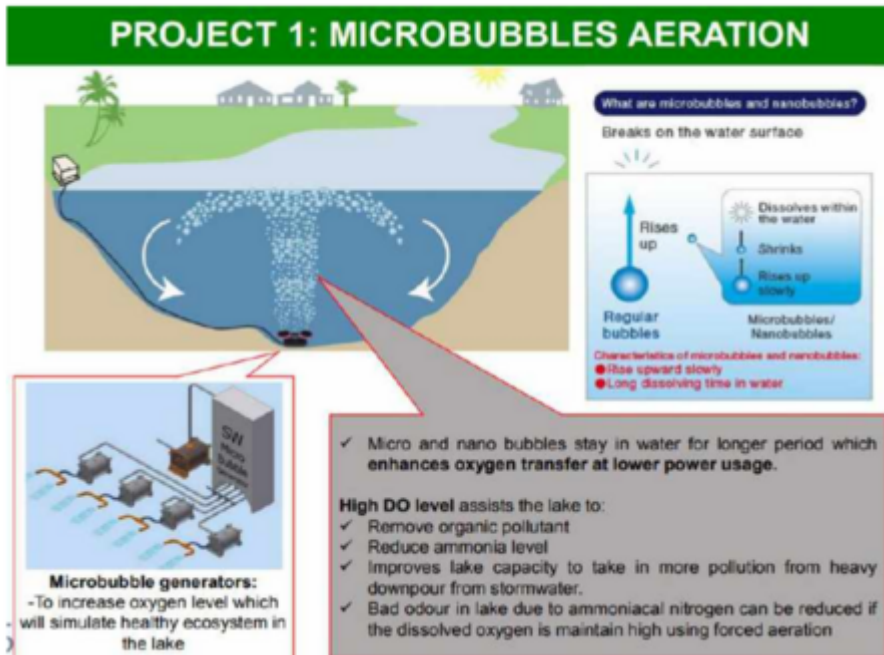 PROJECT 1: MICROBUBBLES AERATION
What are microbubbles and nanobubbles?
Breaks on the water surface
Rises
up
Regular
bubbles
Dissolves within
the water
Shrinks
Rises up
slowly
Microbubbles/
Nanobubbles
Characteristics of microbubbles and nanobubbles:
●Rise upward slowly
●Long dissolving time in water
SW
Micro
Bubble
Microbubble generators:
-To increase oxygen level which
will simulate healthy ecosystem in
the lake
✓ Micro and nano bubbles stay in water for longer period which
enhances oxygen transfer at lower power usage.
High DO level assists the lake to:
✓ Remove organic pollutant
✓ Reduce ammonia level
✓ Improves lake capacity to take in more pollution from heavy
downpour from stormwater.
✓ Bad odour in lake due to ammoniacal nitrogen can be reduced if
the dissolved oxygen is maintain high using forced aeration